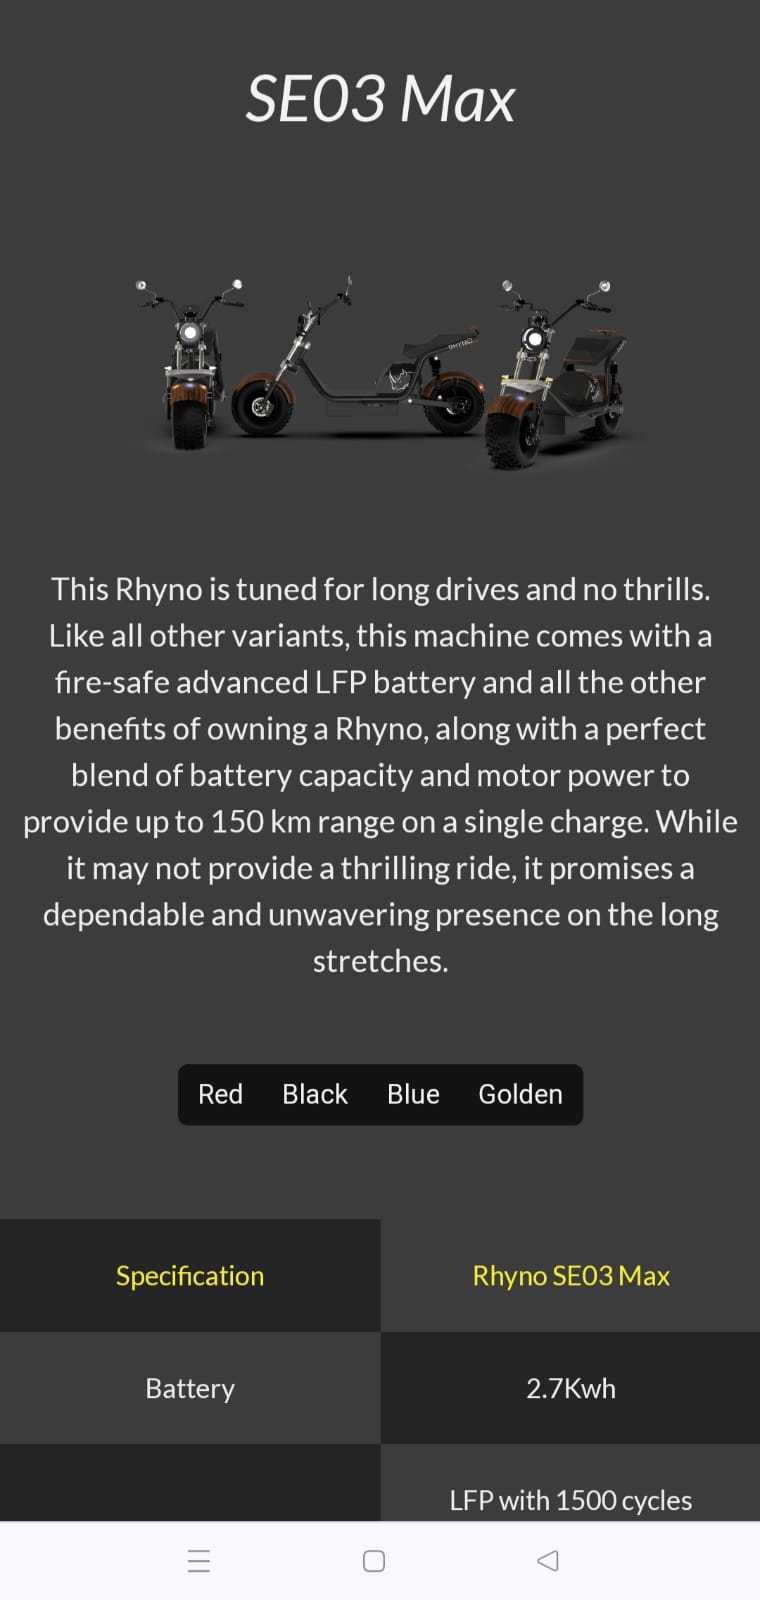 SE03 Max
RHYNO
This Rhyno is tuned for long drives and no thrills.
Like all other variants, this machine comes with a
fire-safe advanced LFP battery and all the other
benefits of owning a Rhyno, along with a perfect
blend of battery capacity and motor power to
provide up to 150 km range on a single charge. While
it may not provide a thrilling ride, it promises a
dependable and unwavering presence on the long
stretches.
Red Black Blue Golden
Specification Rhyno SE03 Max
Battery 2.7Kwh
LFP with 1500 cycles